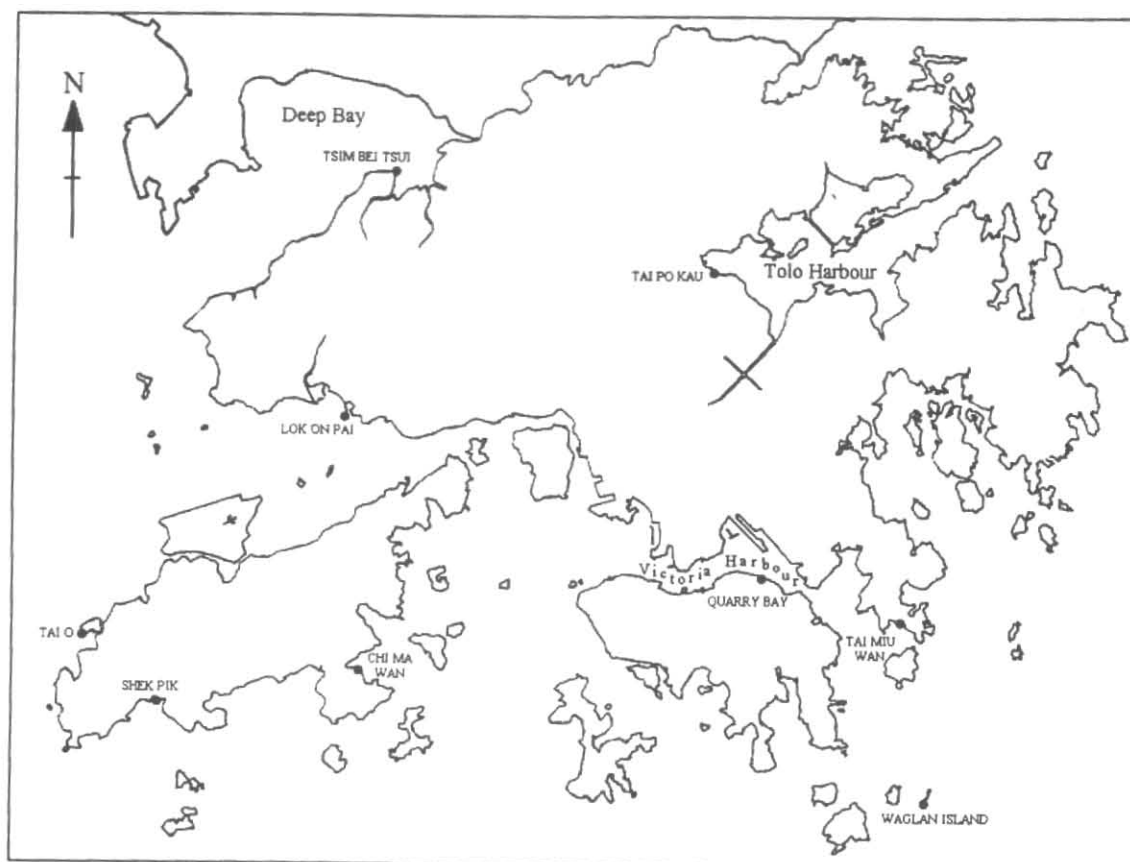 N
Deep Bay
TSIM BEI TSUI
TAI PO KAU
Tolo Harbour
LOK ON PAI
Victoria Harbour
QUARRY BAY
TAI O
TAI MIU
WAN
CHI MA
WAN
SHEK PIK
WAGLAN ISLAND